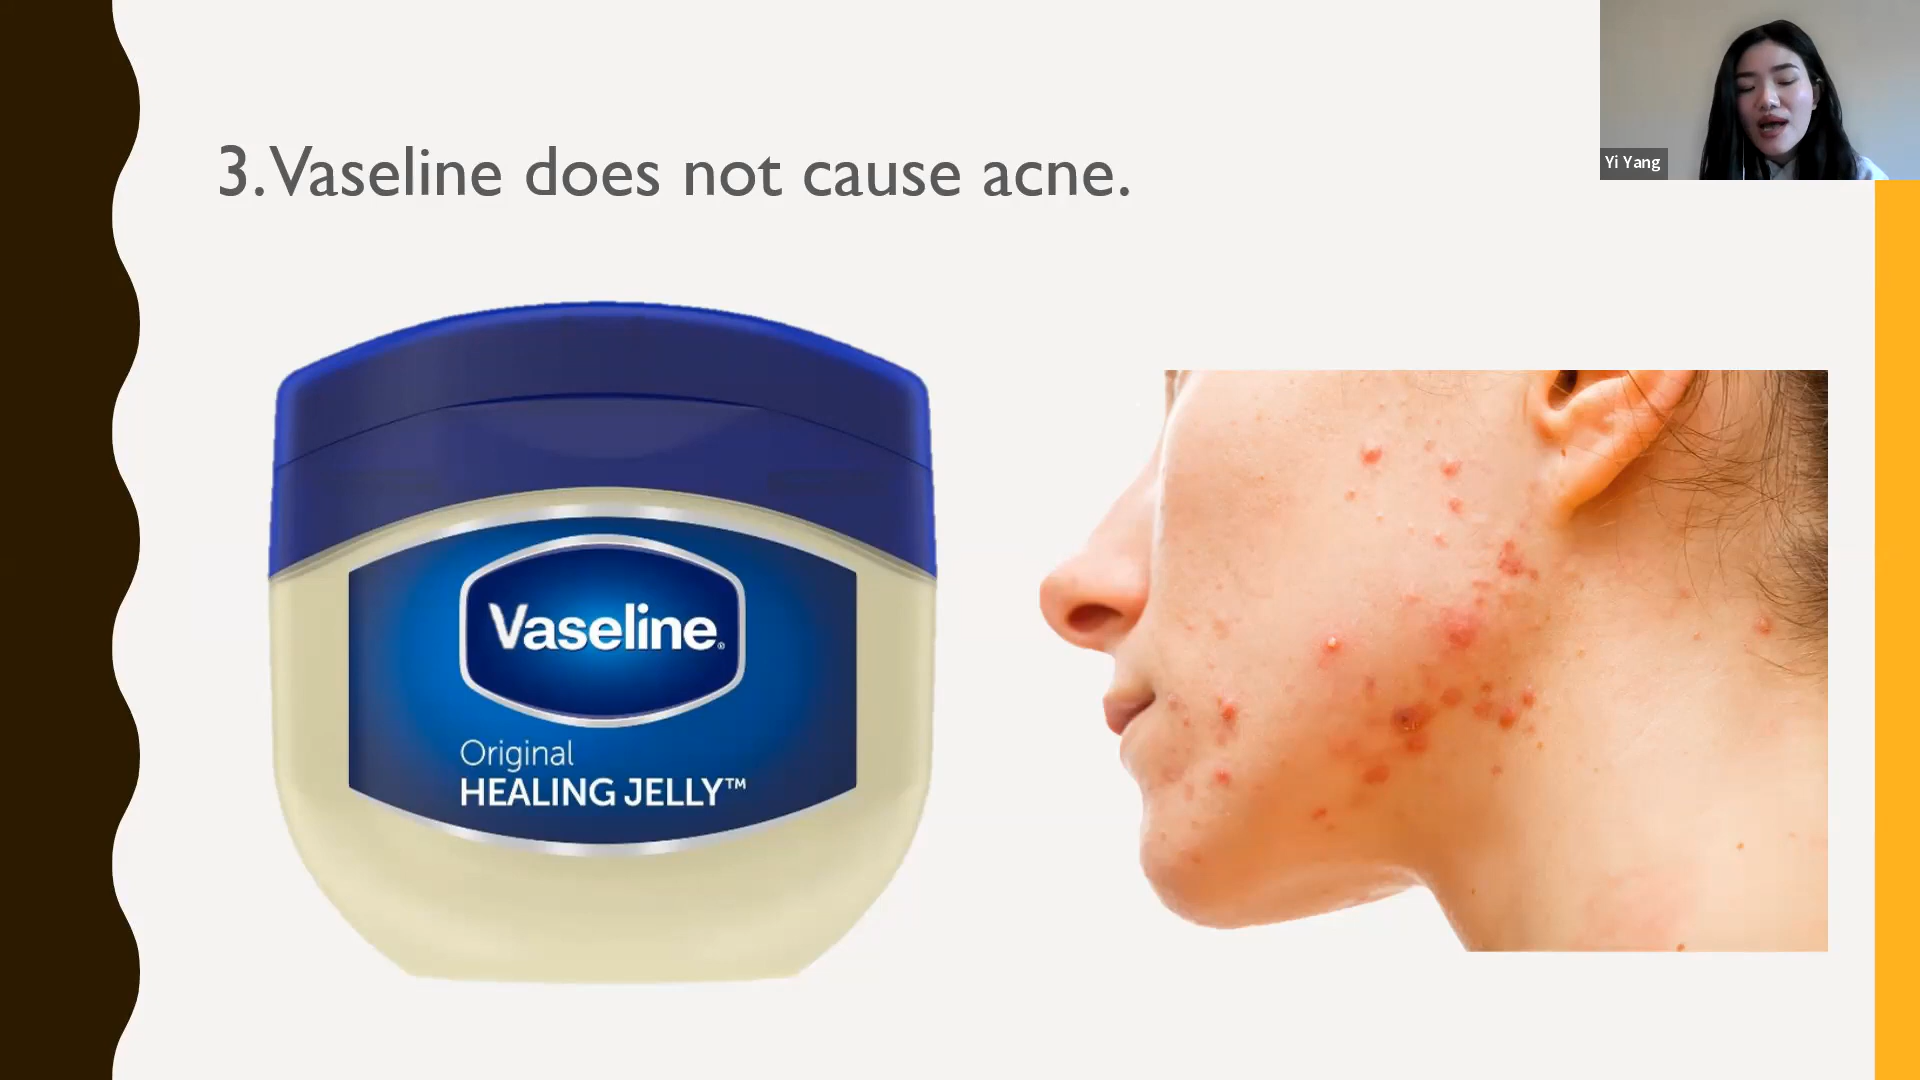 3. Vaseline does not cause acne.
Yi Yang
Vaseline®
Original
HEALING JELLY™